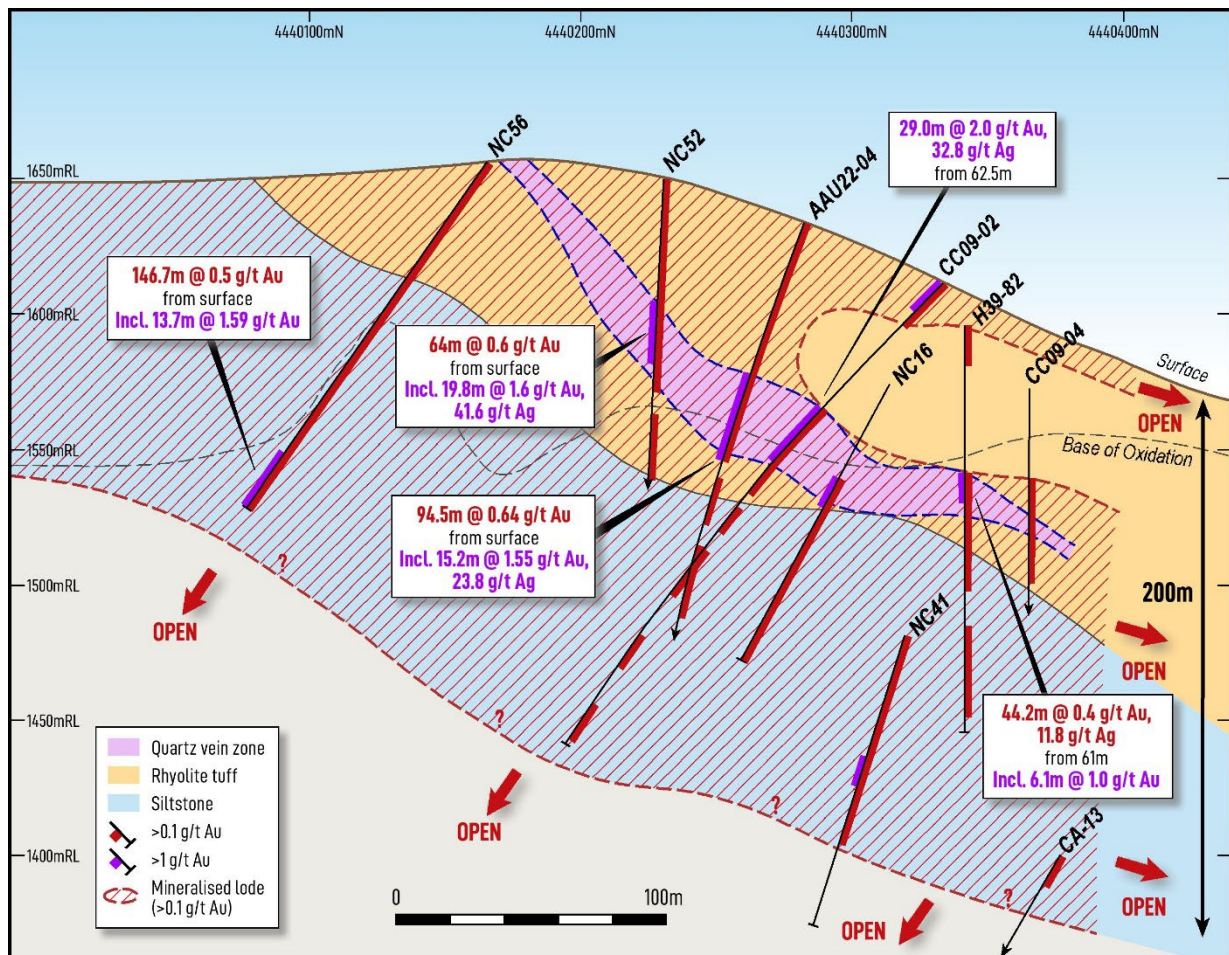 4440100mN
4440200mN
4440300mN
4440400mN
1650mRL
1600mRL
1550mRL
1500mRL
1450mRL
1400mRL
NC56
NC52
AAU22-04
CC09-02
H39-82
NC16
CC09-04
NC41
CA-13
29.0m @ 2.0 g/t Au,
32.8 g/t Ag
from 62.5m
146.7m @ 0.5 g/t Au
from surface
Incl. 13.7m @ 1.59 g/t Au
64m @ 0.6 g/t Au
from surface
Incl. 19.8m @ 1.6 g/t Au,
41.6 g/t Ag
94.5m @ 0.64 g/t Au
from surface
Incl. 15.2m @ 1.55 g/t Au,
23.8 g/t Ag
44.2m @ 0.4 g/t Au,
11.8 g/t Ag
from 61m
Incl. 6.1m @ 1.0 g/t Au
Surface
Base of Oxidation
OPEN
OPEN
OPEN
OPEN
OPEN
OPEN
?
?
?
?
200m
Quartz vein zone
Rhyolite tuff
Siltstone
>0.1 g/t Au
>1 g/t Au
Mineralised lode
(>0.1 g/t Au)
0
100m